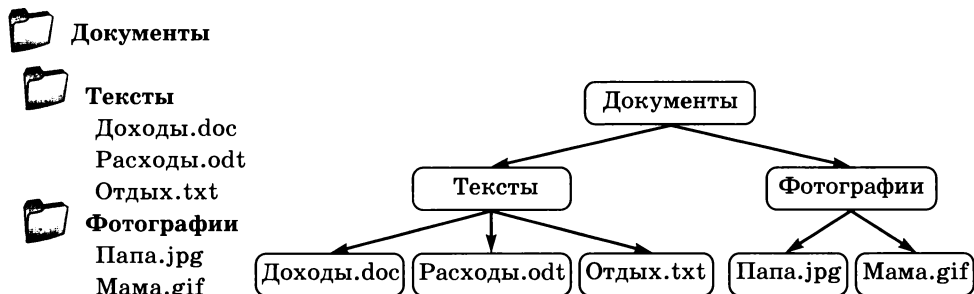 Документы
Тексты
Доходы.doc
Расходы.odt
Отдых.txt
Фотографии
Папа.jpg
Мама.gif
Документы
Тексты
Фотографии
Доходы.doc
Расходы.odt
Отдых.txt
Папа.jpg
Мама.gif